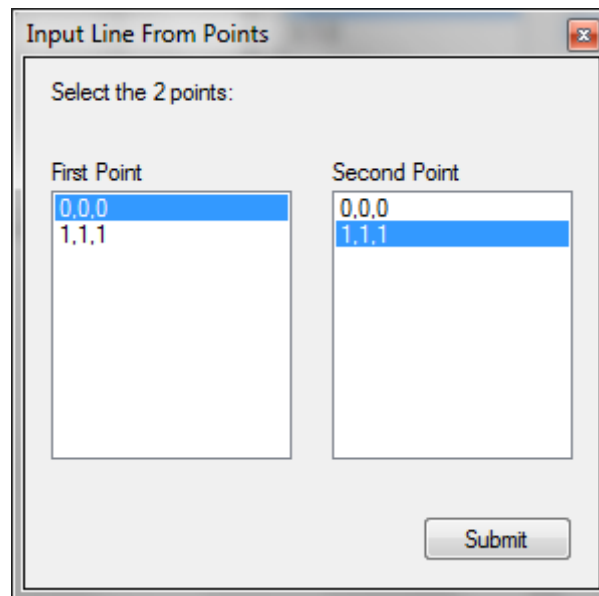 Input Line From Points
Select the 2 points:
First Point
0,0,0
1,1,1
Second Point
0,0,0
1,1,1
Submit